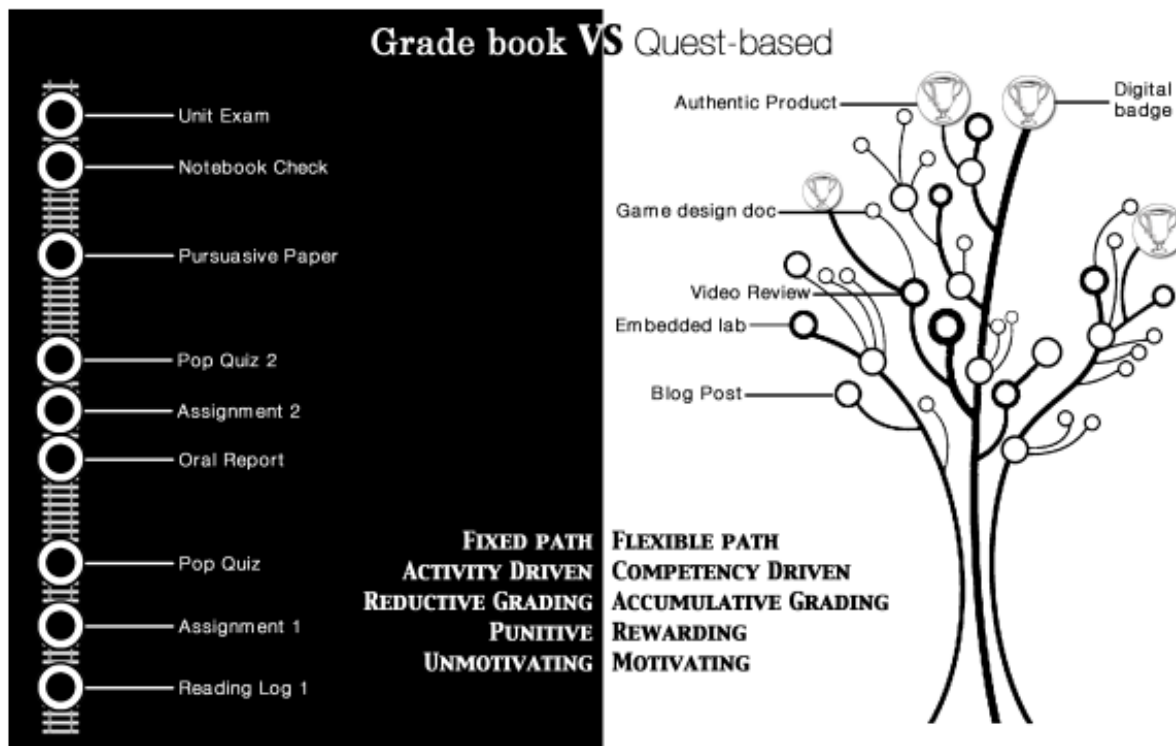 Grade book VS Quest-based
Unit Exam
Notebook Check
Pursuasive Paper
Pop Quiz 2
Assignment 2
Oral Report
Pop Quiz
Assignment 1
Reading Log 1
Authentic Product
Digital
badge
Game design doc
Video Review
Embedded lab
Blog Post
FIXED PATH FLEXIBLE PATH
ACTIVITY DRIVEN COMPETENCY DRIVEN
REDUCTIVE GRADING ACCUMULATIVE GRADING
PUNITIVE REWARDING
UNMOTIVATING MOTIVATING